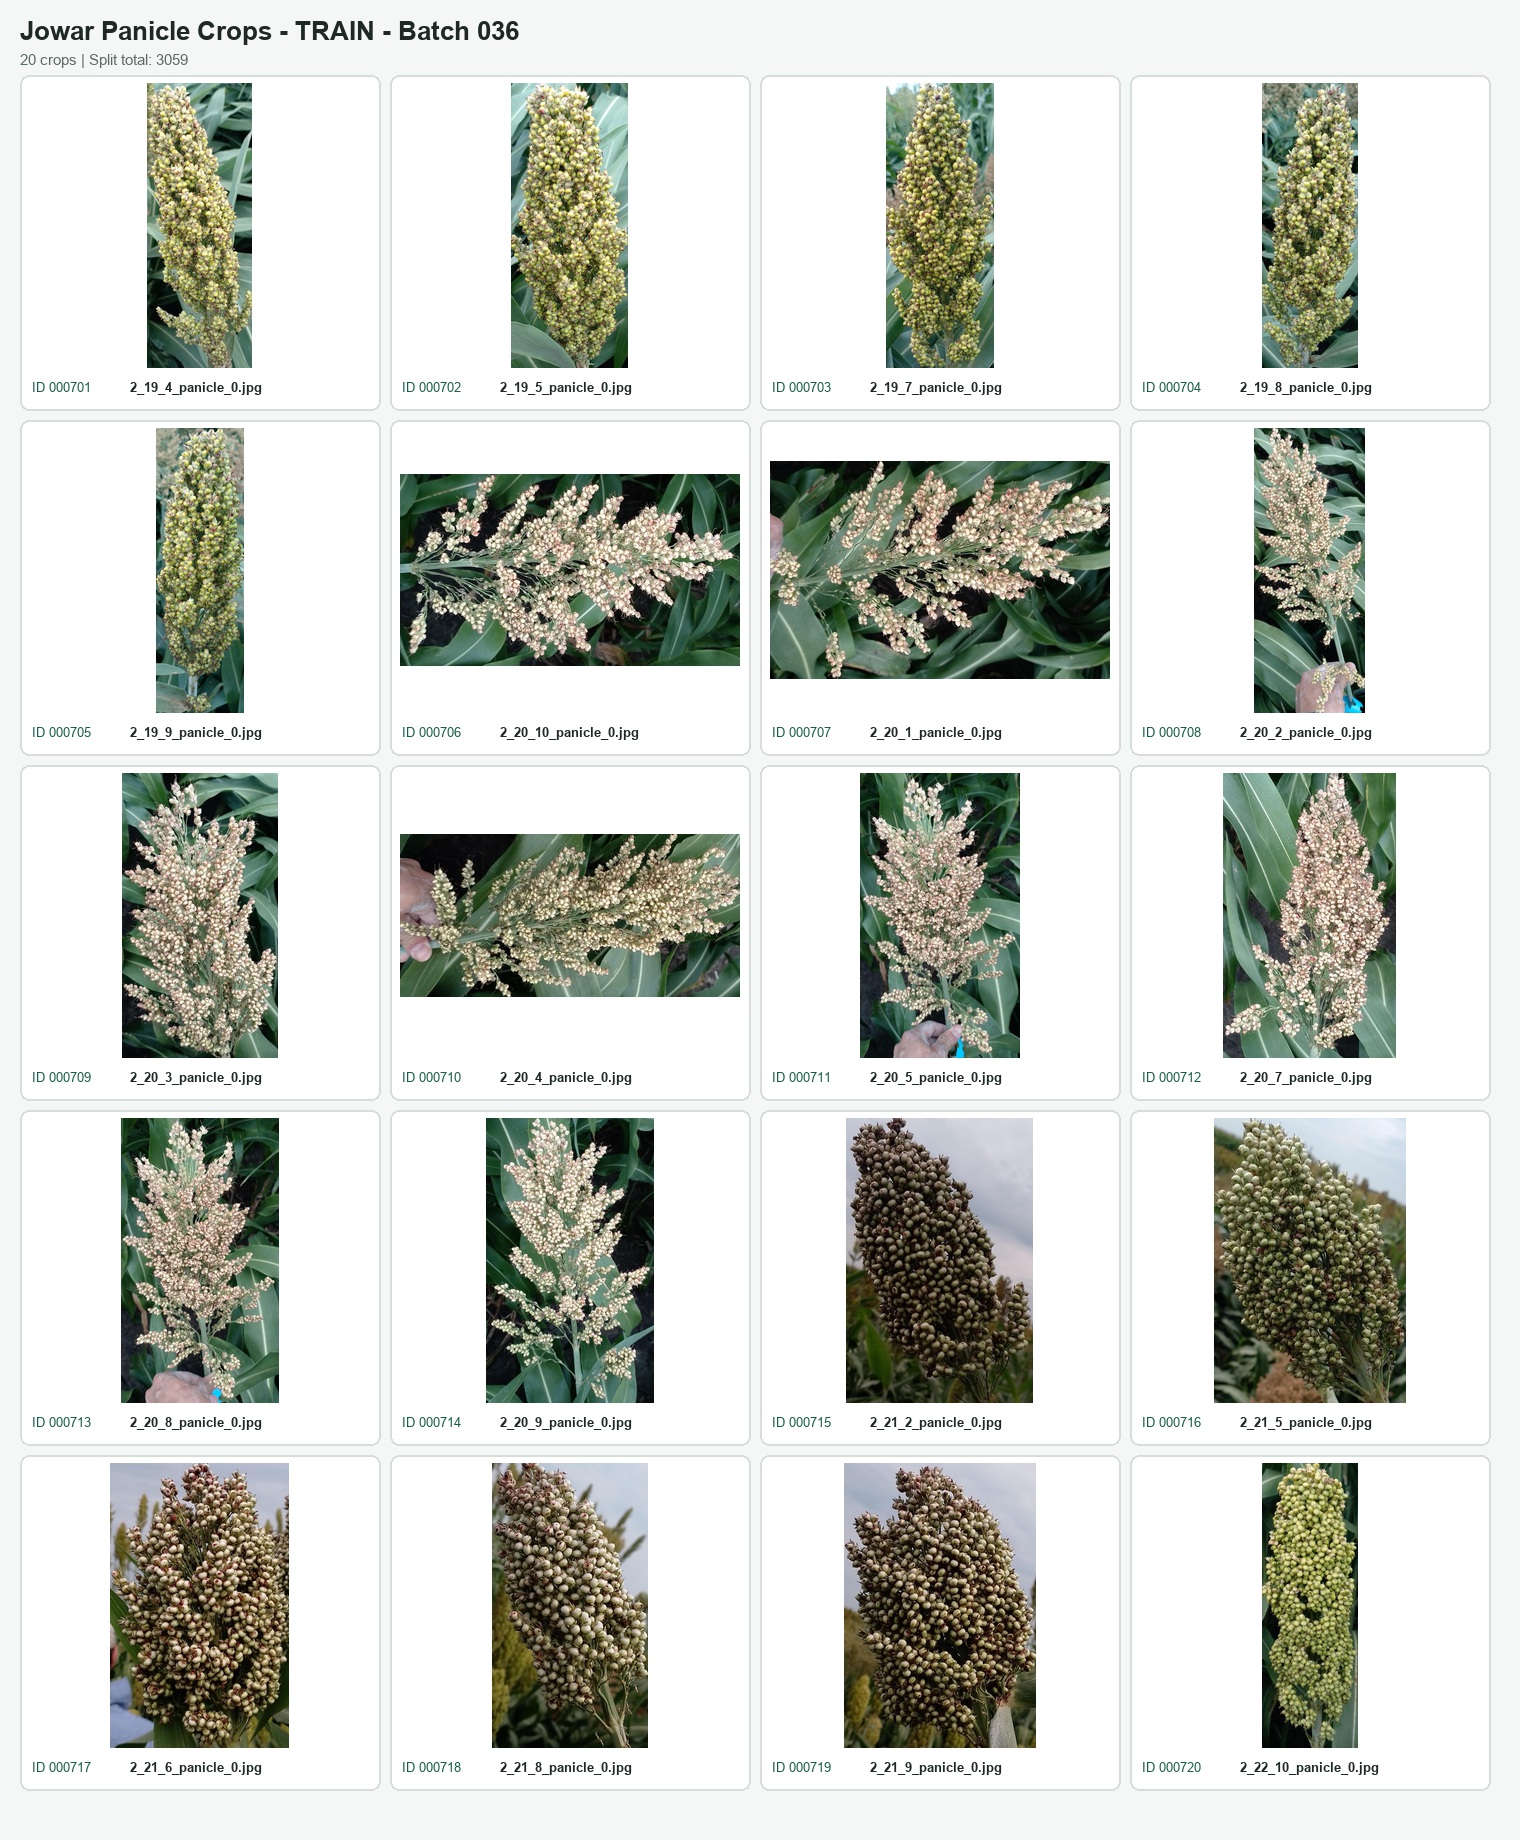 Jowar Panicle Crops - TRAIN - Batch 036
20 crops | Split total: 3059
ID 000701 2_19_4_panicle_0.jpg
ID 000702 2_19_5_panicle_0.jpg
ID 000703 2_19_7_panicle_0.jpg
ID 000704 2_19_8_panicle_0.jpg
ID 000705 2_19_9_panicle_0.jpg
ID 000706 2_20_10_panicle_0.jpg
ID 000707 2_20_1_panicle_0.jpg
ID 000708 2_20_2_panicle_0.jpg
ID 000709 2_20_3_panicle_0.jpg
ID 000710 2_20_4_panicle_0.jpg
ID 000711 2_20_5_panicle_0.jpg
ID 000712 2_20_7_panicle_0.jpg
ID 000713 2_20_8_panicle_0.jpg
ID 000714 2_20_9_panicle_0.jpg
ID 000715 2_21_2_panicle_0.jpg
ID 000716 2_21_5_panicle_0.jpg
ID 000717 2_21_6_panicle_0.jpg
ID 000718 2_21_8_panicle_0.jpg
ID 000719 2_21_9_panicle_0.jpg
ID 000720 2_22_10_panicle_0.jpg